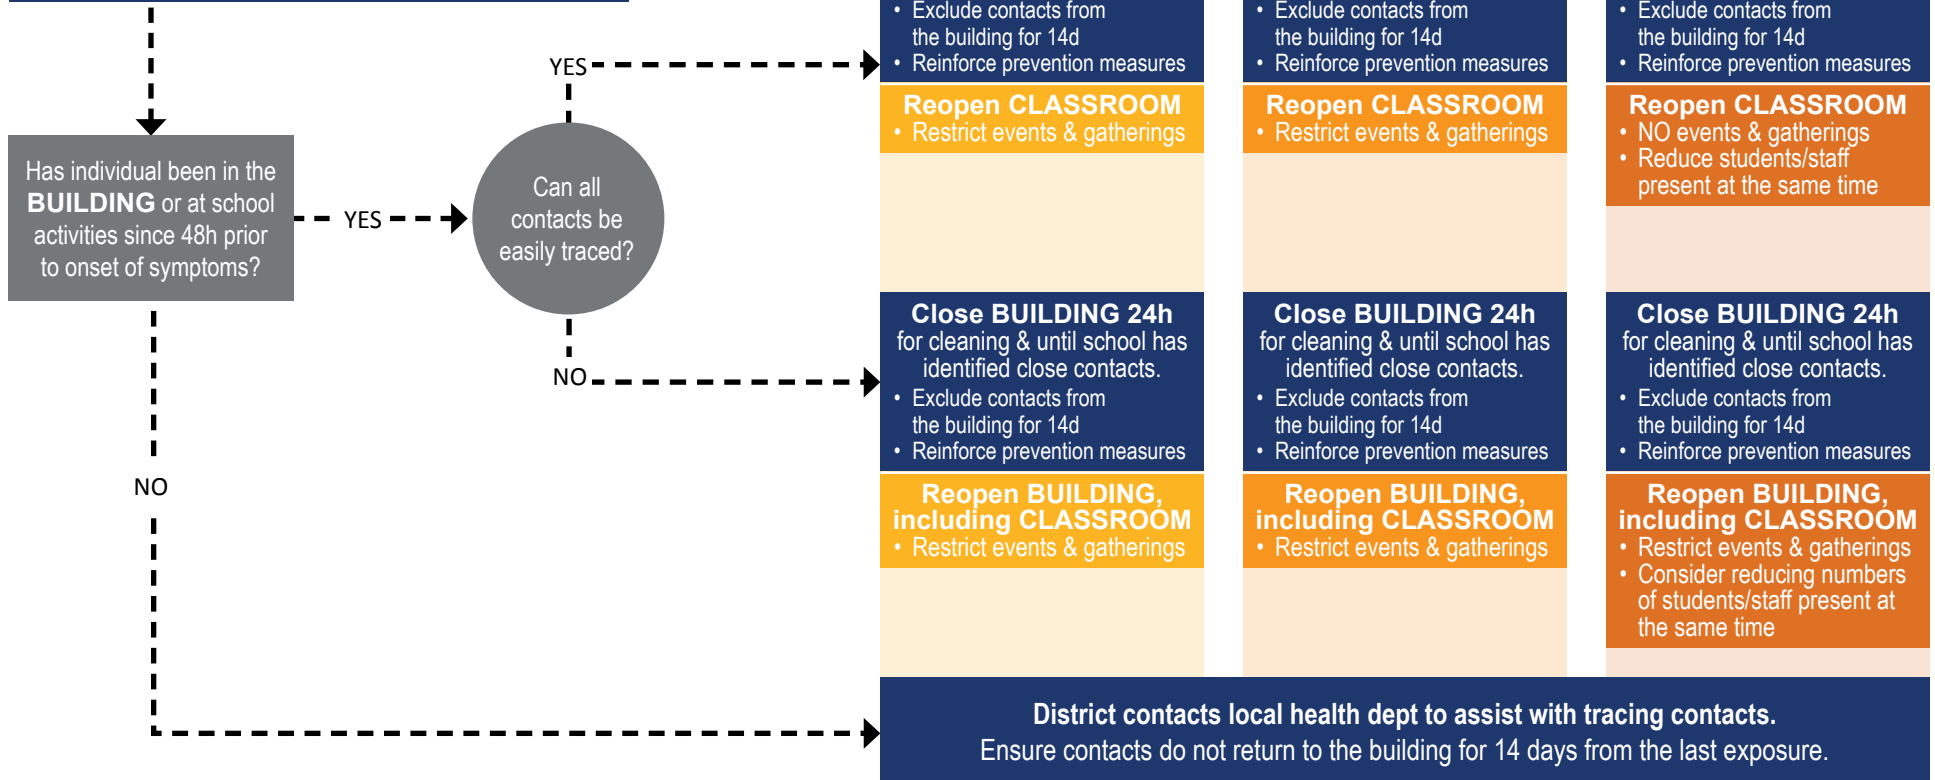 Has individual been in the
BUILDING or at school
activities since 48h prior
to onset of symptoms?
YES
Can all
contacts be
easily traced?
YES
NO
NO
• Exclude contacts from
the building for 14d
• Reinforce prevention measures
Reopen CLASSROOM
• Restrict events & gatherings
• Exclude contacts from
the building for 14d
• Reinforce prevention measures
Reopen CLASSROOM
• Restrict events & gatherings
• Exclude contacts from
the building for 14d
• Reinforce prevention measures
Reopen CLASSROOM
• NO events & gatherings
• Reduce students/staff
present at the same time
Close BUILDING 24h
for cleaning & until school has
identified close contacts.
• Exclude contacts from
the building for 14d
• Reinforce prevention measures
Reopen BUILDING,
including CLASSROOM
• Restrict events & gatherings
Close BUILDING 24h
for cleaning & until school has
identified close contacts.
• Exclude contacts from
the building for 14d
• Reinforce prevention measures
Reopen BUILDING,
including CLASSROOM
• Restrict events & gatherings
Close BUILDING 24h
for cleaning & until school has
identified close contacts.
• Exclude contacts from
the building for 14d
• Reinforce prevention measures
Reopen BUILDING,
including CLASSROOM
• Restrict events & gatherings
• Consider reducing numbers
of students/staff present at
the same time
District contacts local health dept to assist with tracing contacts.
Ensure contacts do not return to the building for 14 days from the last exposure.